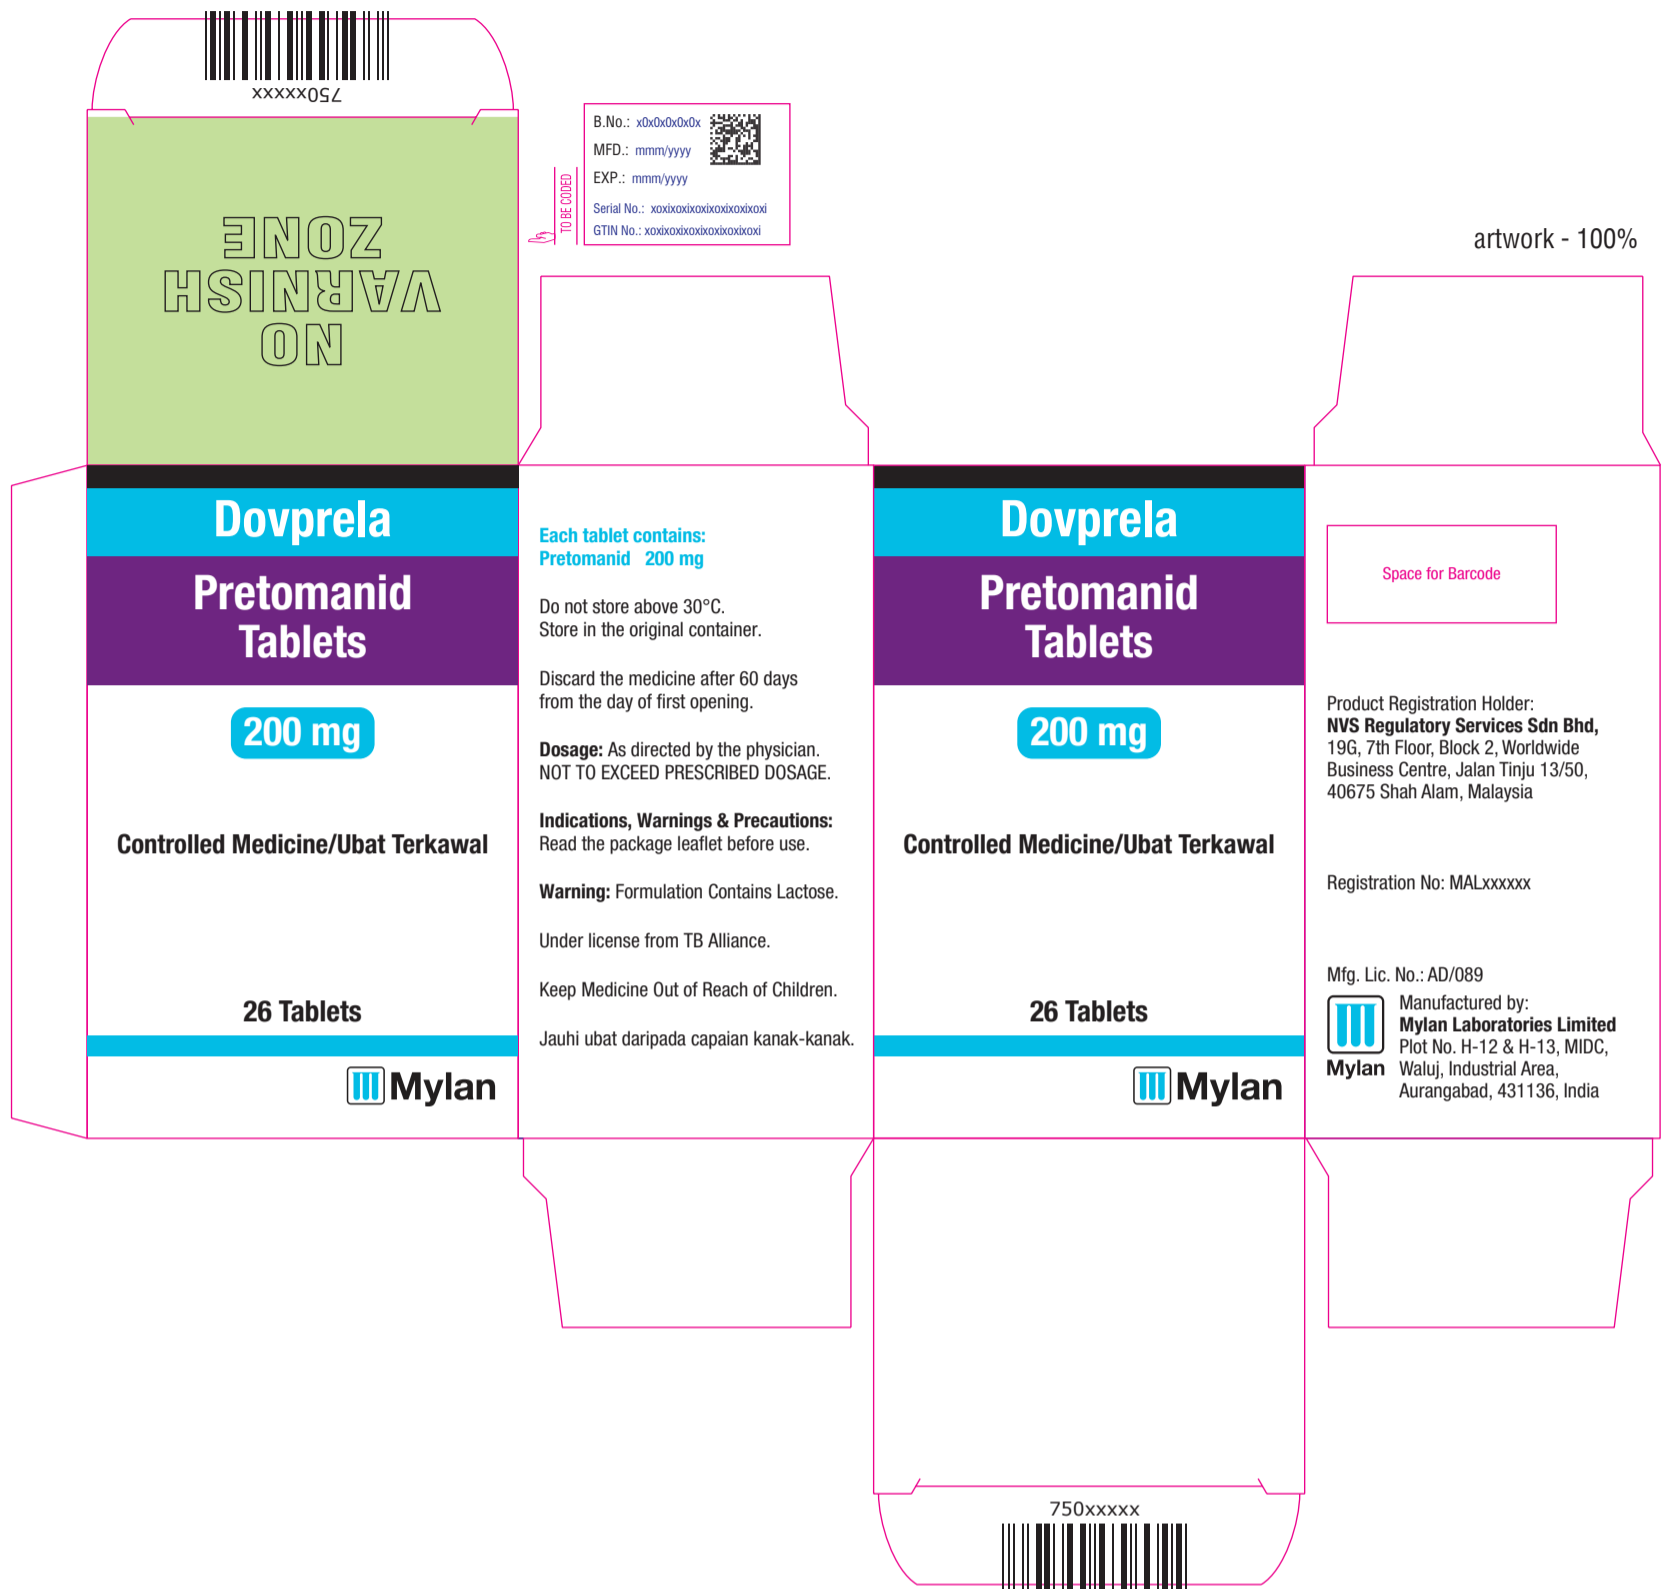 750xxxxxx
NO
VARNISH
ZONE
TO BE CODED
B.No.: x0x0x0x0x0x
MFD.: mmm/yyyy
EXP.: mmm/yyyy
Serial No.: xoxixoxixoxixoxixoxixoxi
GTIN No.: xoxixoxixoxixoxixoxixoxi
artwork - 100%
Dovprela
Pretomanid
Tablets
200 mg
Controlled Medicine/Ubat Terkawal
26 Tablets
Mylan
Each tablet contains:
Pretomanid 200 mg
Do not store above 30°C.
Store in the original container.
Discard the medicine after 60 days
from the day of first opening.
Dosage: As directed by the physician.
NOT TO EXCEED PRESCRIBED DOSAGE.
Indications, Warnings & Precautions:
Read the package leaflet before use.
Warning: Formulation Contains Lactose.
Under license from TB Alliance.
Keep Medicine Out of Reach of Children.
Jauhi ubat daripada capaian kanak-kanak.
Dovprela
Pretomanid
Tablets
200 mg
Controlled Medicine/Ubat Terkawal
26 Tablets
Mylan
Space for Barcode
Product Registration Holder:
NVS Regulatory Services Sdn Bhd,
19G, 7th Floor, Block 2, Worldwide
Business Centre, Jalan Tinju 13/50,
40675 Shah Alam, Malaysia
Registration No: MALxxxxxx
Mfg. Lic. No.: AD/089
Manufactured by:
Mylan Laboratories Limited
Plot No. H-12 & H-13, MIDC,
Waluj, Industrial Area,
Aurangabad, 431136, India
Mylan
750xxxxx